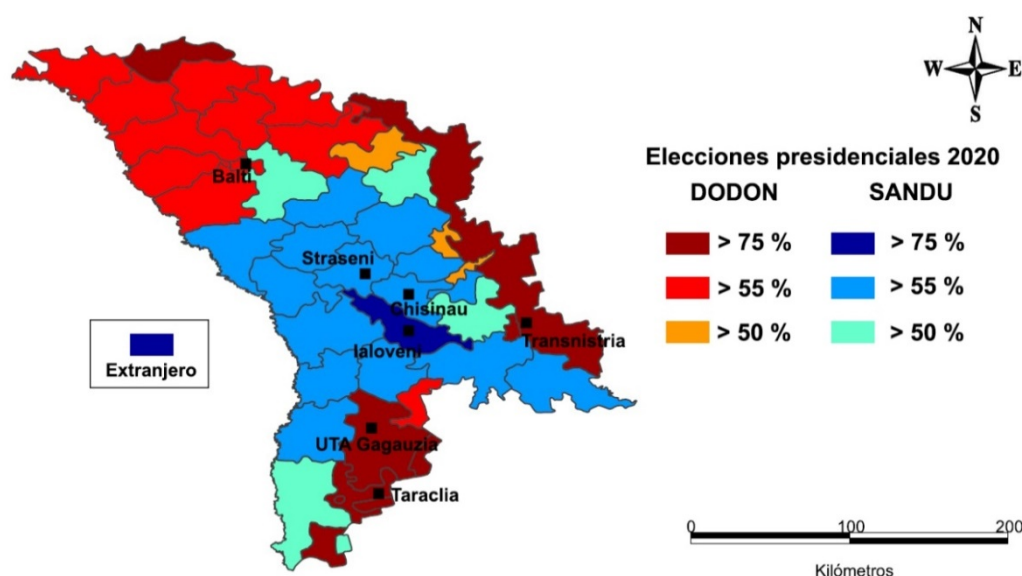 N
W E
S
Elecciones presidenciales 2020
DODON SANDU
> 75 % > 75 %
> 55 % > 55 %
> 50 % > 50 %
Balti
Straseni
Chisinau
Ialoveni
Transnistria
Extranjero
UTA Gagauzia
Taraclia
0 100 200
Kilómetros